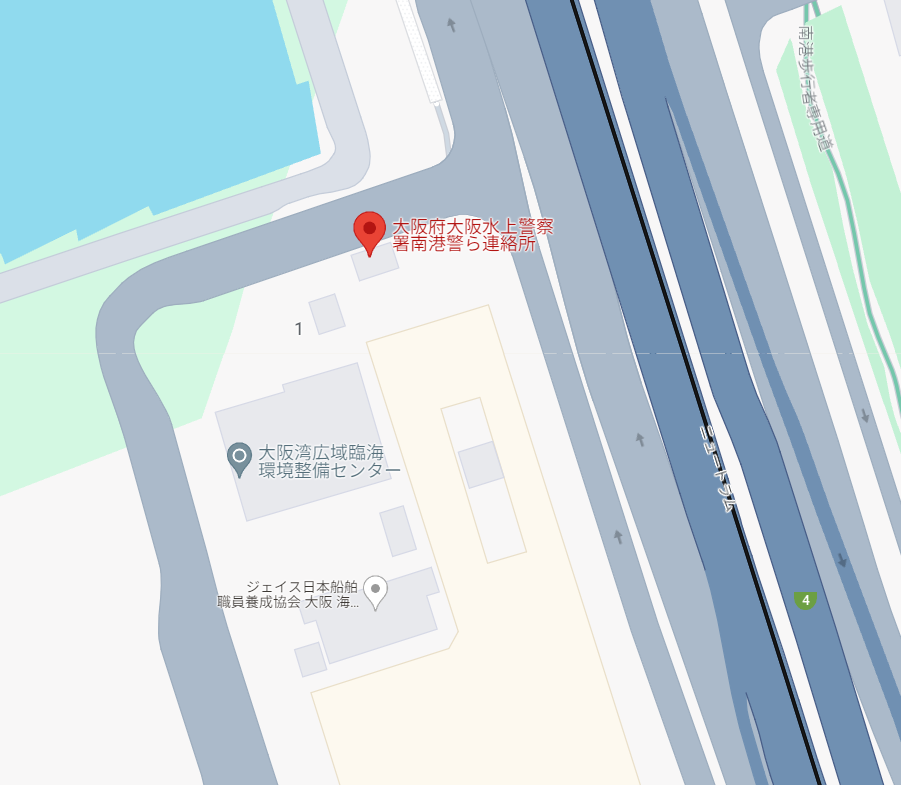 南港歩行者専用道
大阪府大阪水上警察
署南港警ら連絡所
1
大阪湾広域臨海
環境整備センター
ニュートラム
ジェイス日本船舶
職員養成協会 大阪 海...
4